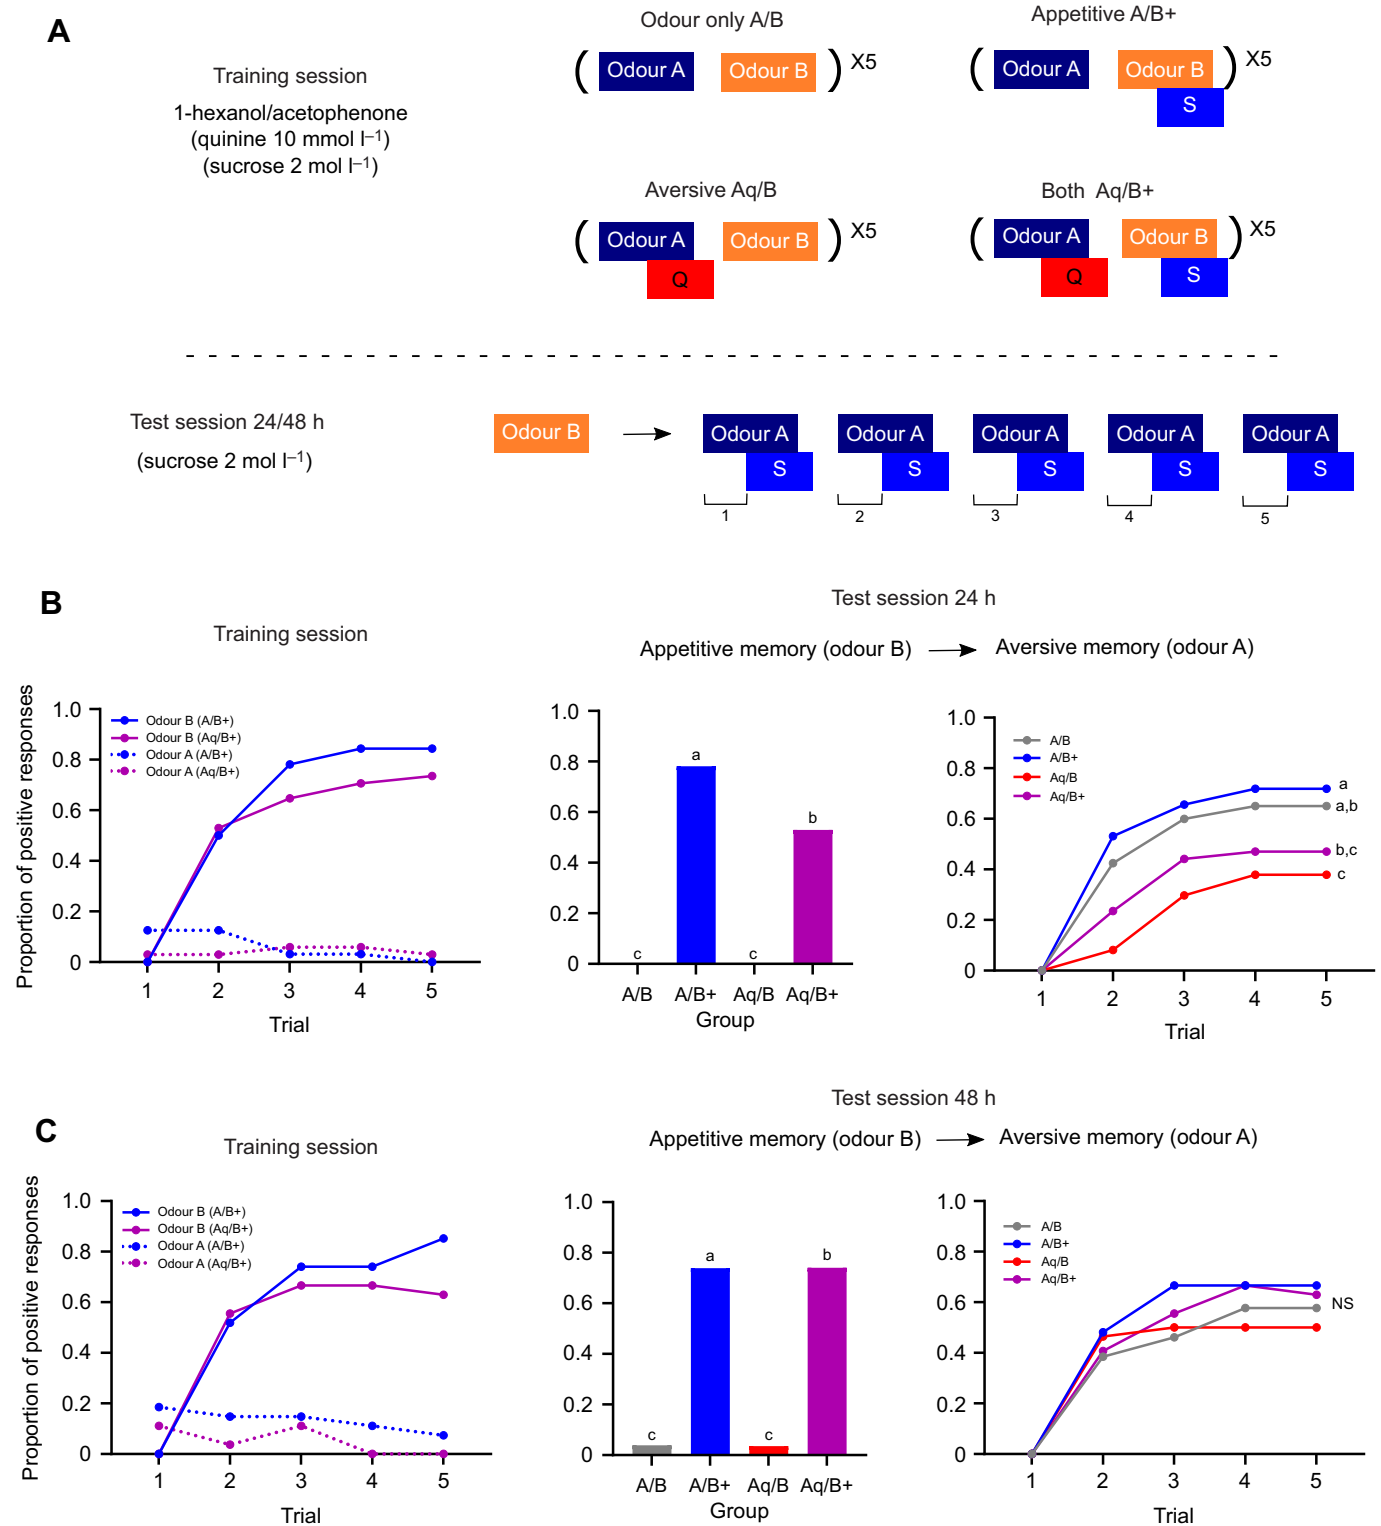 A
Training session
1-hexanol/acetophenone
(quinine 10 mmol l–1)
(sucrose 2 mol l–1)
Odour only A/B
( Odour A Odour B ) X5
Appetitive A/B+
( Odour A Odour B ) X5
S
Aversive Aq/B
( Odour A Odour B ) X5
Q
Both Aq/B+
( Odour A Odour B ) X5
Q S
Test session 24/48 h
(sucrose 2 mol l–1)
Odour B Odour A Odour A Odour A Odour A Odour A
S S S S S
1 2 3 4 5
B
Training session
Proportion of positive responses
1.0
0.8
0.6
0.4
0.2
0
Odour B (A/B+)
Odour B (Aq/B+)
Odour A (A/B+)
Odour A (Aq/B+)
1 2 3 4 5
Trial
Test session 24 h
Appetitive memory (odour B) Aversive memory (odour A)
1.0
0.8
0.6
0.4
0.2
0
c a c b
A/B A/B+ Aq/B Aq/B+
Group
1.0
0.8
0.6
0.4
0.2
0
A/B
A/B+
Aq/B
Aq/B+
a
a,b
b,c
c
1 2 3 4 5
Trial
C
Training session
Proportion of positive responses
1.0
0.8
0.6
0.4
0.2
0
Odour B (A/B+)
Odour B (Aq/B+)
Odour A (A/B+)
Odour A (Aq/B+)
1 2 3 4 5
Trial
Test session 48 h
Appetitive memory (odour B) Aversive memory (odour A)
1.0
0.8
0.6
0.4
0.2
0
c a c b
A/B A/B+ Aq/B Aq/B+
Group
1.0
0.8
0.6
0.4
0.2
0
A/B
A/B+
Aq/B
Aq/B+
NS
1 2 3 4 5
Trial